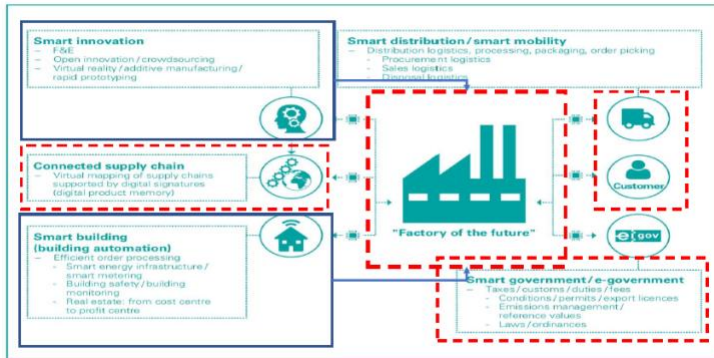 Smart innovation
– F&E
– Open innovation/crowdsourcing
– Virtual reality/additive manufacturing/
rapid prototyping
Smart distribution/smart mobility
– Distribution logistics, processing, packaging, order picking
– Procurement logistics
– Sales logistics
– Disposal logistics
Connected supply chain
– Virtual mapping of supply chains
supported by digital signatures
(digital product memory)
Customer
"Factory of the future"
e gov
Smart building
(building automation)
– Efficient order processing
– Smart energy infrastructure/
smart metering
– Building safety/building
monitoring
– Real estate: from cost centre
to profit centre
Smart government/e-government
– Taxes/customs/duties/fees
– Conditions/permits/export licences
– Emissions management/
reference values
– Laws/ordinances